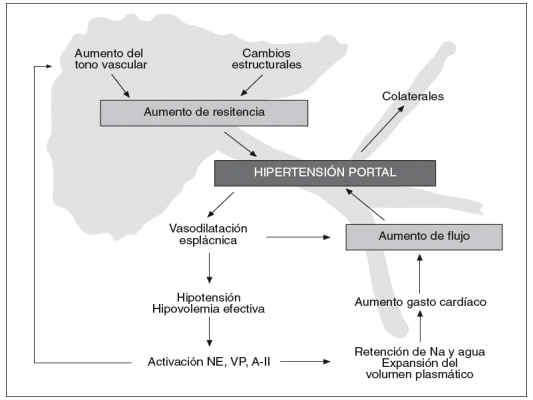 Aumento del
tono vascular
Cambios
estructurales
Aumento de resitencia
Colaterales
HIPERTENSIÓN PORTAL
Vasodilatación
esplácnica
Aumento de flujo
Hipotensión
Hipovolemia efectiva
Aumento gasto cardíaco
Activación NE, VP, A-II
Retención de Na y agua
Expansión del
volumen plasmático